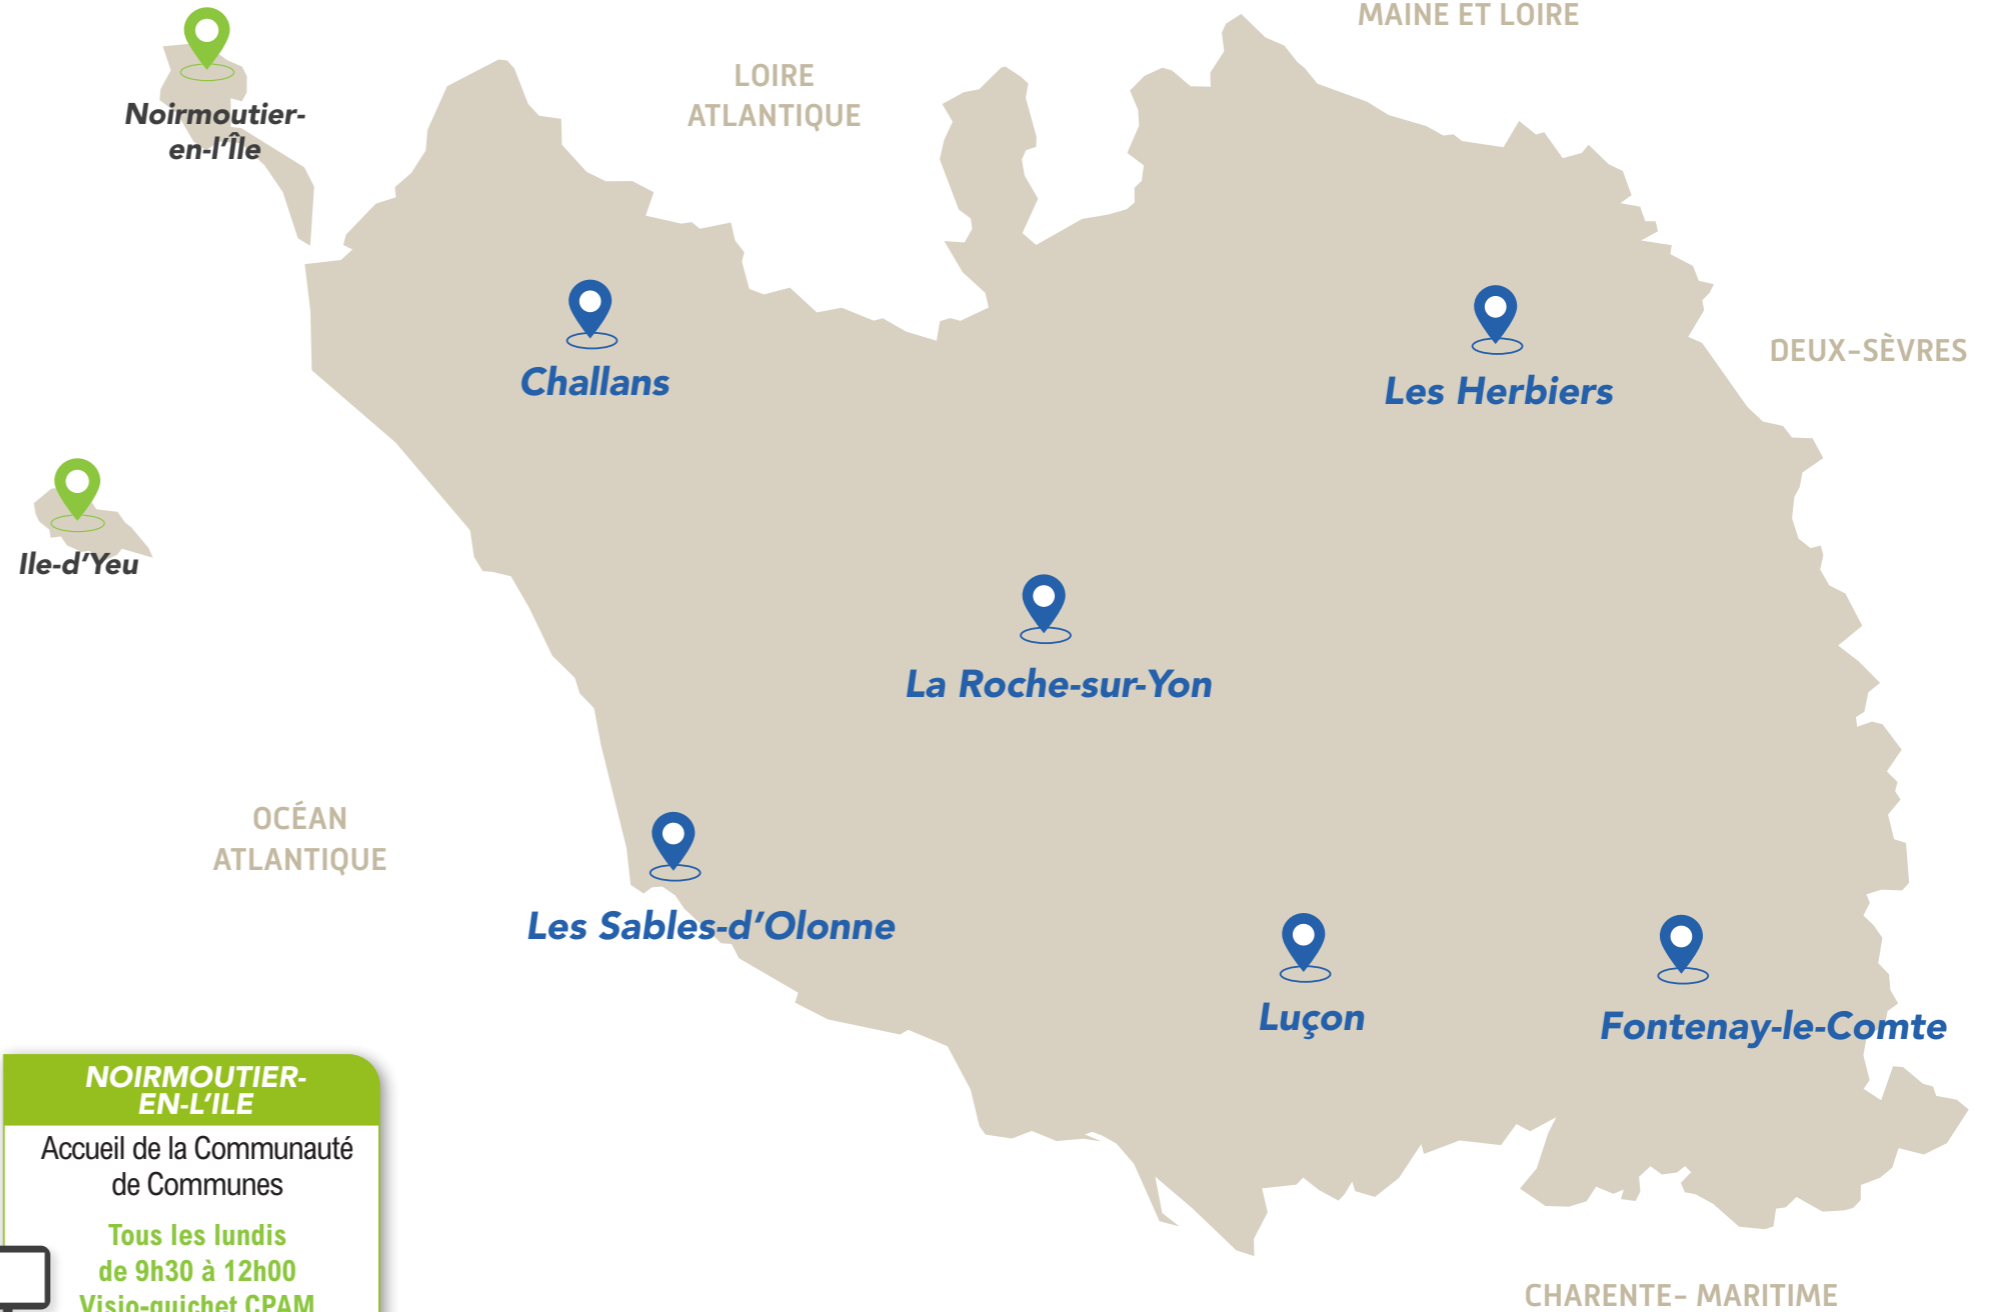 MAINE ET LOIRE
LOIRE
ATLANTIQUE
Noirmoutier-
en-l'Île
DEUX-SÈVRES
Challans
Les Herbiers
Ile-d'Yeu
La Roche-sur-Yon
OCÉAN
ATLANTIQUE
Les Sables-d'Olonne
Luçon
Fontenay-le-Comte
NOIRMOUTIER-
EN-L'ILE
Accueil de la Communauté
de Communes
Tous les lundis
de 9h30 à 12h00
Visio-guichet CPAM
CHARENTE- MARITIME